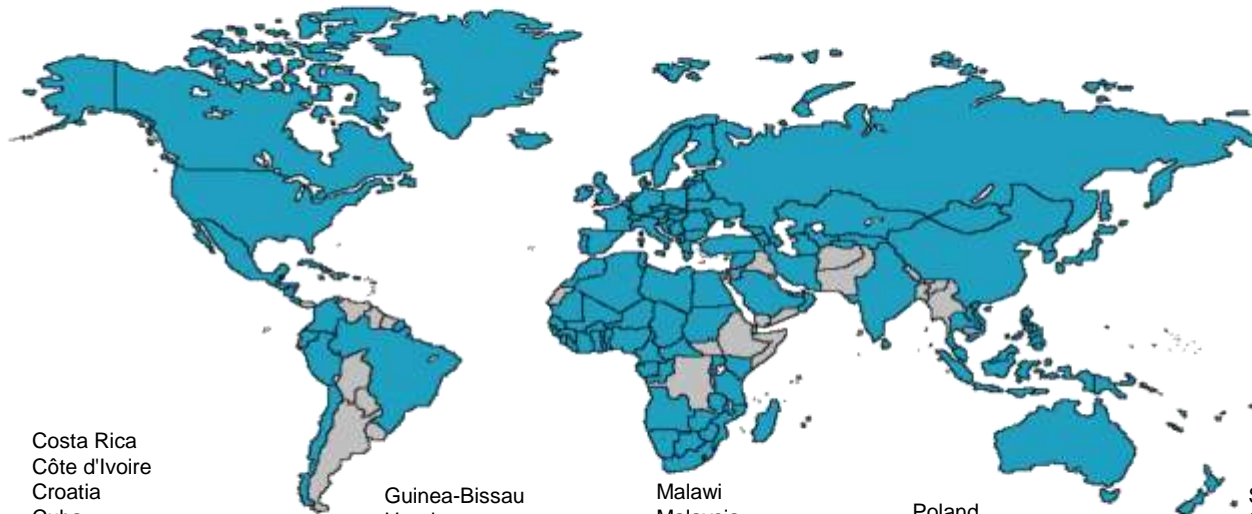 Costa Rica
Côte d'Ivoire
Croatia
Guinea-Bissau
Malawi
Poland